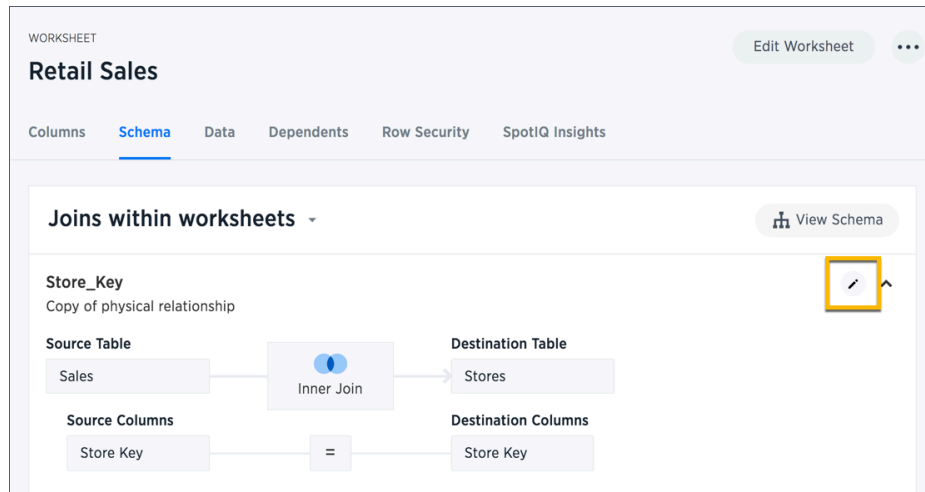 WORKSHEET
Edit Worksheet
Retail Sales
Columns Schema Data Dependents Row Security SpotIQ Insights
Joins within worksheets
View Schema
Store_Key
Copy of physical relationship
Source Table Destination Table
Sales Inner Join Stores
Source Columns Destination Columns
Store Key = Store Key